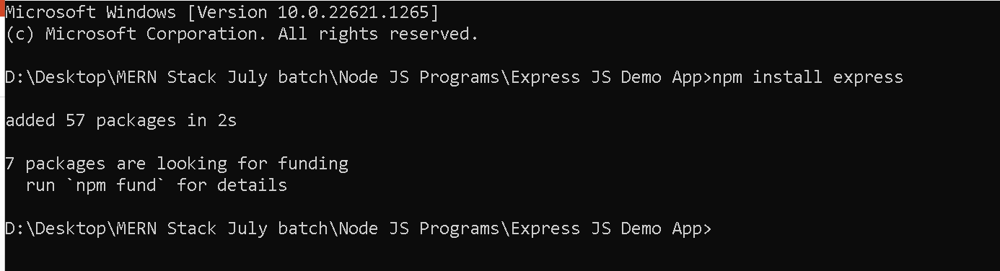 Microsoft Windows [Version 10.0.22621.1265]
(c) Microsoft Corporation. All rights reserved.
D:\Desktop\MERN Stack July batch\Node JS Programs\Express JS Demo App>npm install express
added 57 packages in 2s
7 packages are looking for funding
  run `npm fund` for details
D:\Desktop\MERN Stack July batch\Node JS Programs\Express JS Demo App>